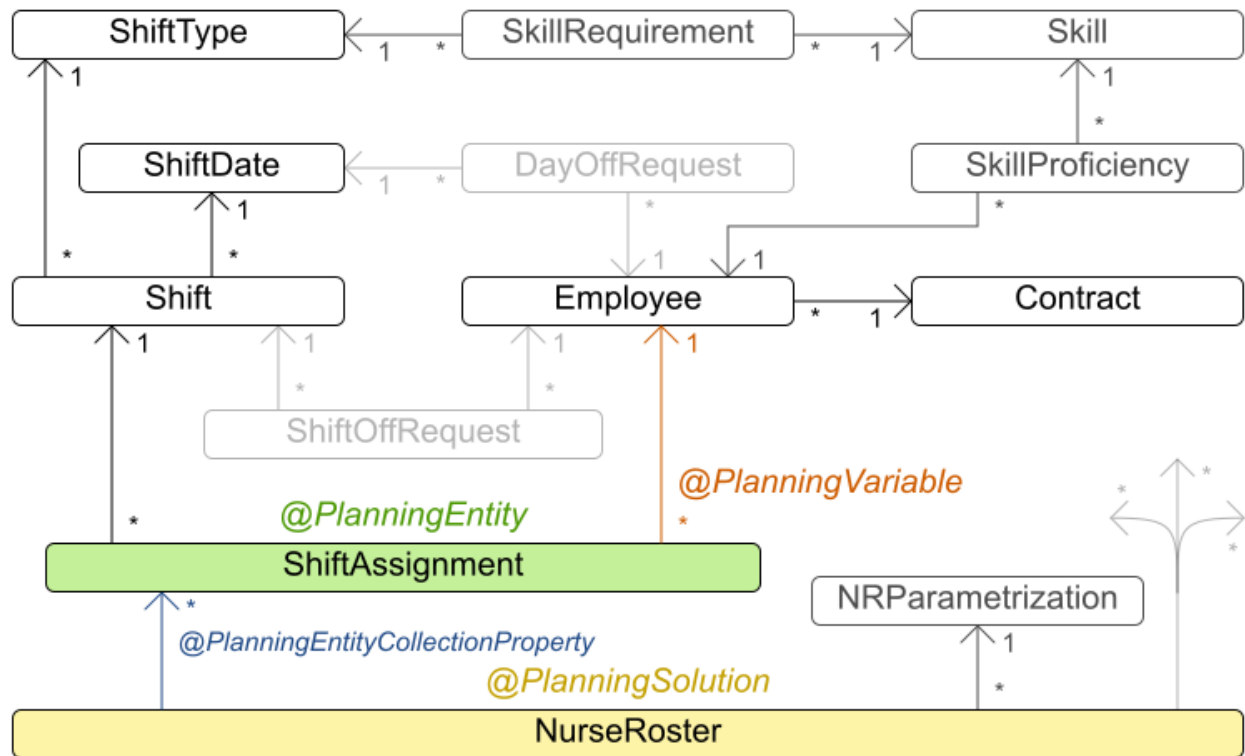 ShiftType
1
*
SkillRequirement
*
1
Skill
1
1
*
ShiftDate
1
*
DayOffRequest
SkillProficiency
1
*
*
*
*
1
1
Shift
Employee
*
1
Contract
1
1
1
1
*
*
ShiftOffRequest
@PlanningVariable
*
*
*
@PlanningEntity
*
*
ShiftAssignment
NRParametrization
*
@PlanningEntityCollectionProperty
1
@PlanningSolution
*
NurseRoster